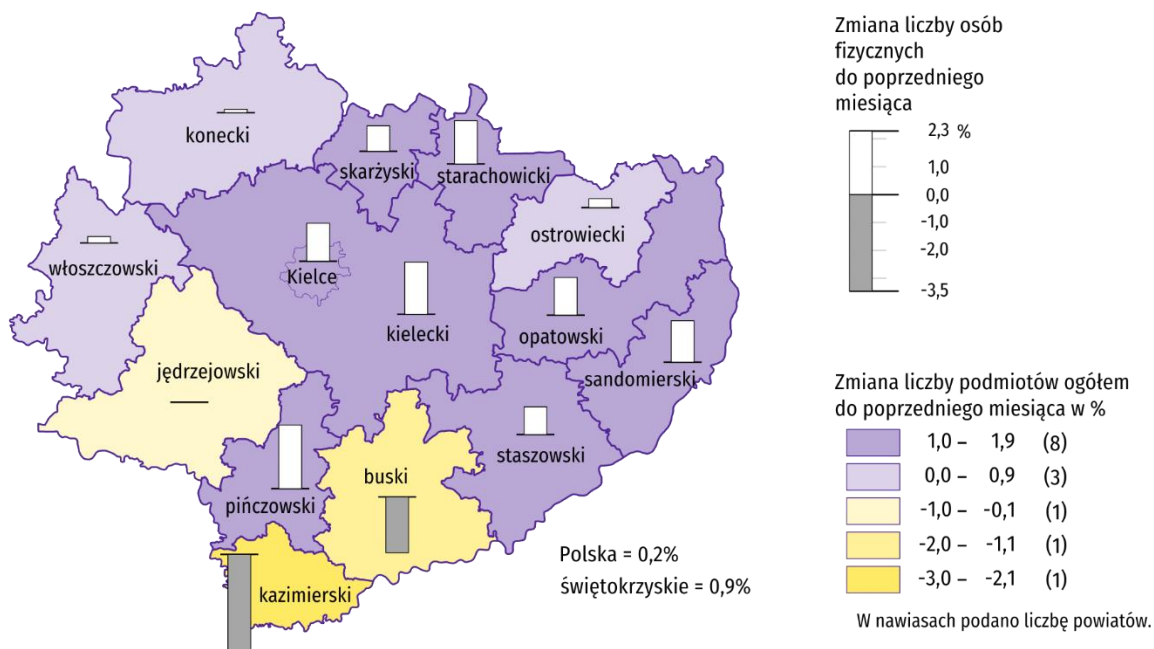 Zmiana liczby osób
fizycznych
do poprzedniego
miesiąca
2,3 %
1,0
0,0
-1,0
-2,0
-3,5
konecki
skarżyski
starachowicki
ostrowiecki
włoszczowski
Kielce
kielecki
opatowski
jędrzejowski
sandomierski
staszowski
buski
pińczowski
kazimierski
Polska = 0,2%
świętokrzyskie = 0,9%
Zmiana liczby podmiotów ogółem
do poprzedniego miesiąca w %
1,0 – 1,9 (8)
0,0 – 0,9 (3)
-1,0 – -0,1 (1)
-2,0 – -1,1 (1)
-3,0 – -2,1 (1)
W nawiasach podano liczbę powiatów.